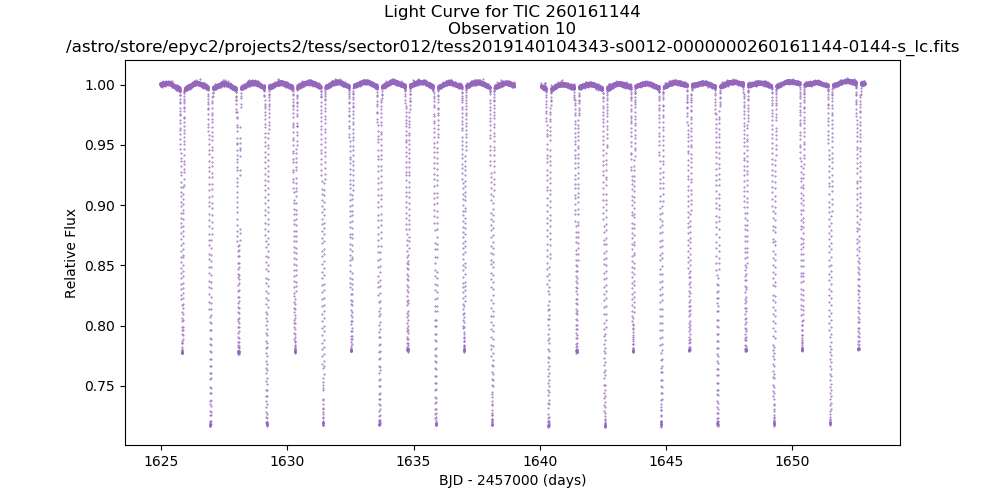 Light Curve for TIC 260161144
Observation 10
/astro/store/epyc2/projects2/tess/sector012/tess2019140104343-s0012-0000000260161144-0144-s_lc.fits
1.00
0.95
0.90
0.85
0.80
0.75
Relative Flux
1625
1630
1635
1640
1645
1650
BJD - 2457000 (days)